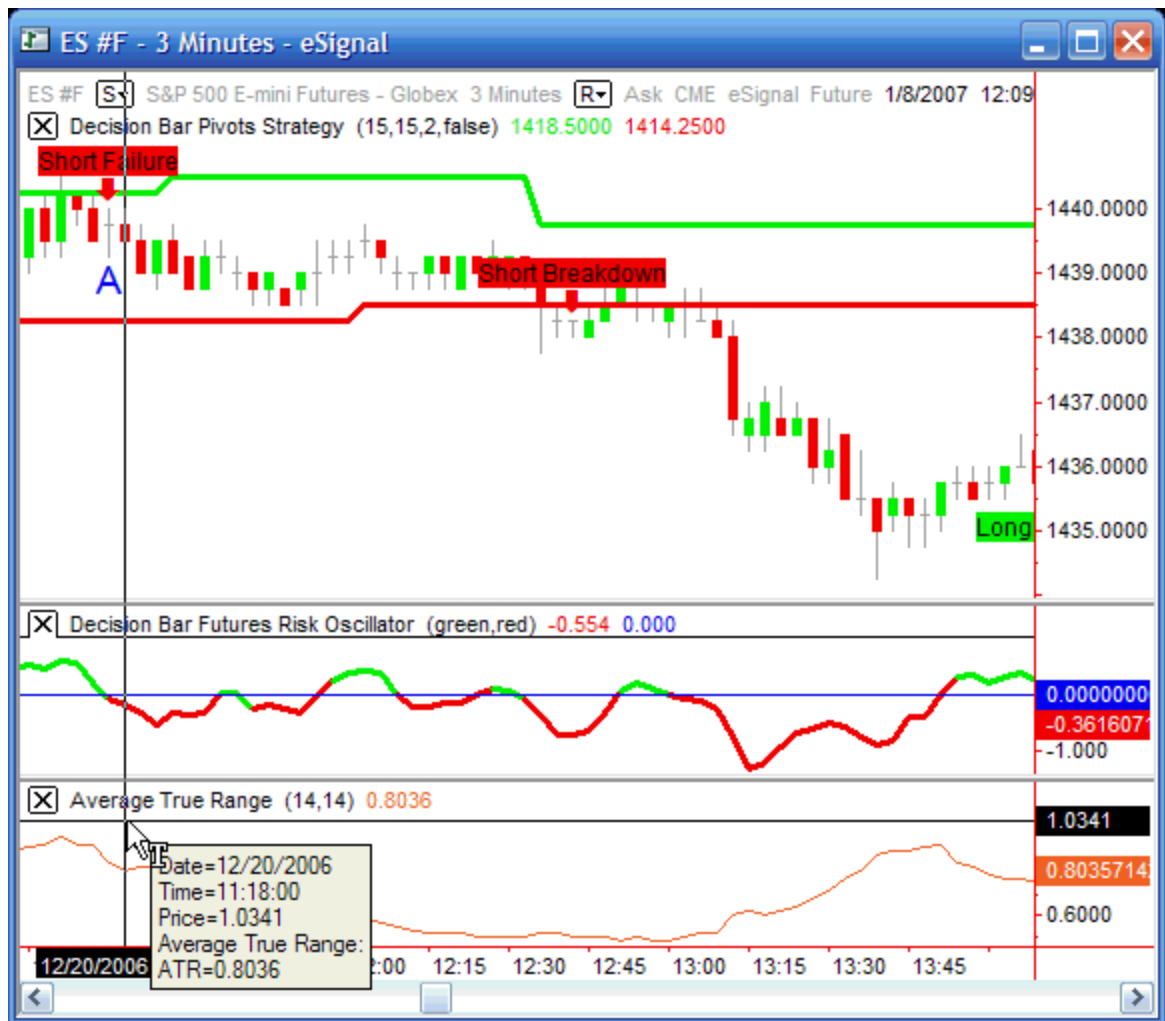 ES #F - 3 Minutes - eSignal
ES #F S S&P 500 E-mini Futures - Globex 3 Minutes R Ask CME eSignal Future 1/8/2007 12:09
Decision Bar Pivots Strategy (15,15,2,false) 1418.5000 1414.2500
Short Failure
1440.0000
A
Short Breakdown
1439.0000
1438.0000
1437.0000
1436.0000
Long
1435.0000
Decision Bar Futures Risk Oscillator (green,red) -0.554 0.000
0.0000000
-0.3616071
-1.000
Average True Range (14,14) 0.8036
1.0341
Date=12/20/2006
Time=11:18:00
Price=1.0341
Average True Range:
ATR=0.8036
0.8035714
0.6000
12/20/2006 :00 12:15 12:30 12:45 13:00 13:15 13:30 13:45